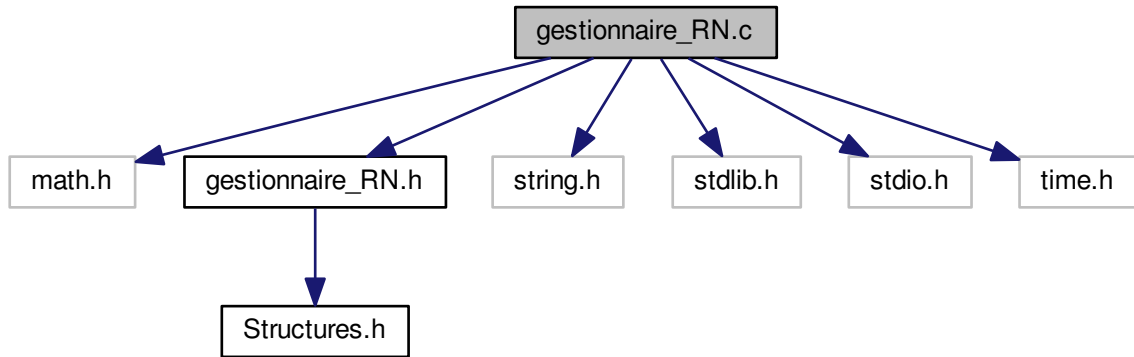 gestionnaire_RN.c
math.h
gestionnaire_RN.h
string.h
stdlib.h
stdio.h
time.h
Structures.h